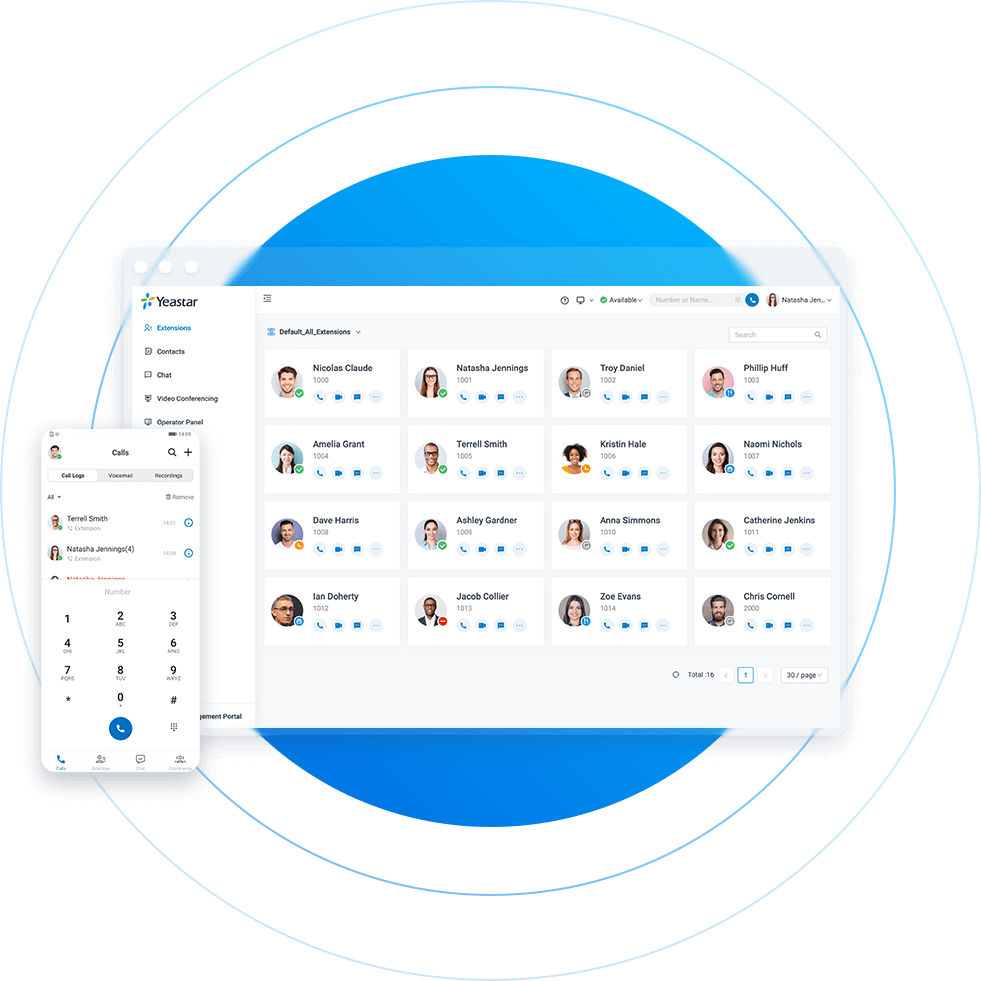 Yeastar
Available
Number or Name...
Natasha Jen...
Extensions
Contacts
Chat
Video Conferencing
Operator Panel
gement Portal
Default_All_Extensions
Search
Nicolas Claude
1000
Natasha Jennings
1001
Troy Daniel
1002
Phillip Huff
1003
Amelia Grant
1004
Terrell Smith
1005
Kristin Hale
1006
Naomi Nichols
Dave Harris
1008
Ashley Gardner
1009
Anna Simmons
1010
Catherine Jenkins
1011
Ian Doherty
1012
Jacob Collier
1013
Zoe Evans
1014
Chris Cornell
2000
Total :16
<
1
>
30 / page
14:09
Calls
Call Logs
Voicemail
Recordings
All
Remove
Terrell Smith
Extension
14:01
Natasha Jennings(4)
Extension
14:00
Natasha Jennings
Number
1
2
ABC
3
DEF
4
GHI
5
JKL
6
MNO
7
PQRS
8
TUV
9
WXYZ
*
0
+
#
Calls
Directory
Chat
Conference